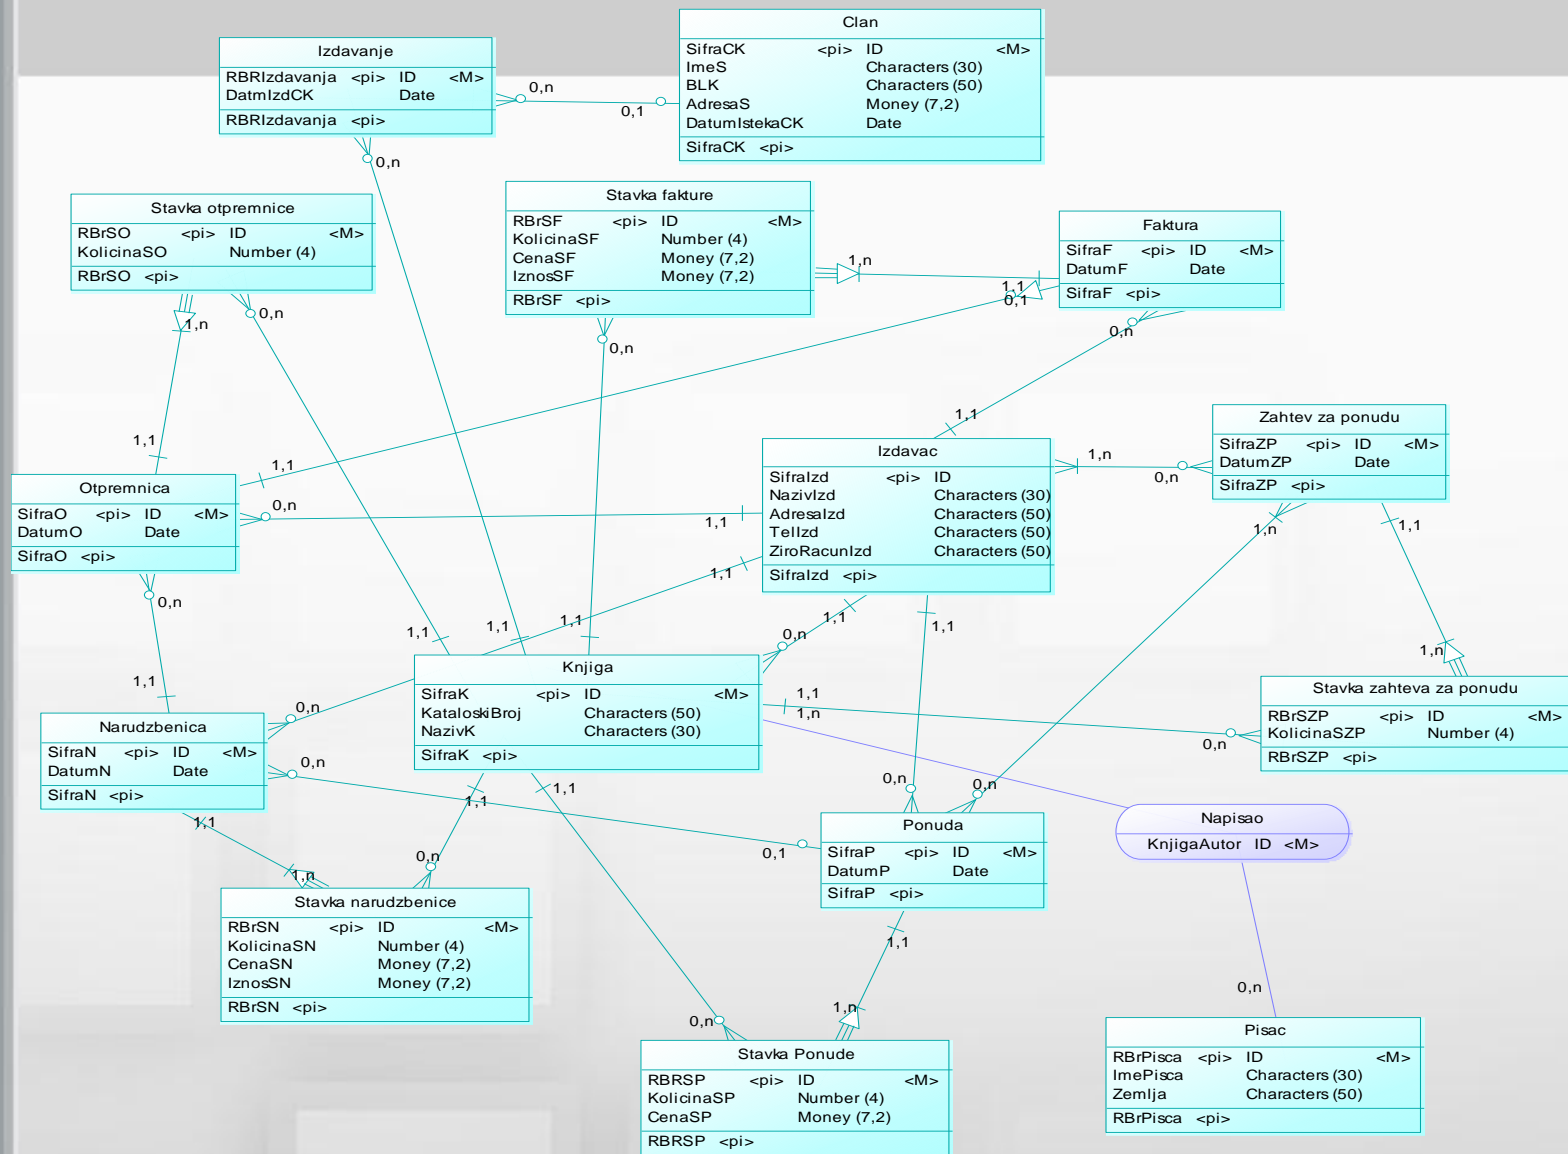 Clan
SifraCK <pi> ID <M>
ImeS Characters (30)
BLK Characters (50)
AdresaS Money (7,2)
DatumIstekaCK Date
SifraCK <pi>
Izdavanje
RBRIzdavanja <pi> ID <M>
DatmIzdCK Date
RBRIzdavanja <pi>
0,n
0,1
0,n
Stavka otpremnice
RBrSO <pi> ID <M>
KolicinaSO Number (4)
RBrSO <pi>
1,n
0,n
Stavka fakture
RBrSF <pi> ID <M>
KolicinaSF Number (4)
CenaSF Money (7,2)
IznosSF Money (7,2)
RBrSF <pi>
1,n
0,n
Faktura
SifraF <pi> ID <M>
DatumF Date
SifraF <pi>
1,1
0,1
0,n
1,1
1,1
1,1
Otpremnica
SifraO <pi> ID <M>
DatumO Date
SifraO <pi>
0,n
1,1
0,n
Izdavac
SifraIzd <pi> ID
NazivIzd Characters (30)
AdresaIzd Characters (50)
TelIzd Characters (50)
ZiroRacunIzd Characters (50)
SifraIzd <pi>
1,n
0,n
Zahtev za ponudu
SifraZP <pi> ID <M>
DatumZP Date
SifraZP <pi>
1,n
1,1
1,1
1,1
1,1
1,1
1,1
1,1
0,n
1,n
Knjiga
SifraK <pi> ID <M>
KataloskiBroj Characters (50)
NazivK Characters (30)
SifraK <pi>
1,1
1,n
0,n
Stavka zahteva za ponudu
RBrSZP <pi> ID <M>
KolicinaSZP Number (4)
RBrSZP <pi>
1,1
0,n
Narudzbenica
SifraN <pi> ID <M>
DatumN Date
SifraN <pi>
0,n
0,1
1,1
1,1
1,1
0,n
0,n
Ponuda
SifraP <pi> ID <M>
DatumP Date
SifraP <pi>
Napisao
KnjigaAutor ID <M>
1,n
0,n
Stavka narudzbenice
RBrSN <pi> ID <M>
KolicinaSN Number (4)
CenaSN Money (7,2)
IznosSN Money (7,2)
RBrSN <pi>
1,1
0,n
1,n
0,n
Stavka Ponude
RBRSP <pi> ID <M>
KolicinaSP Number (4)
CenaSP Money (7,2)
RBRSP <pi>
Pisac
RBrPisca <pi> ID <M>
ImePisca Characters (30)
Zemlja Characters (50)
RBrPisca <pi>